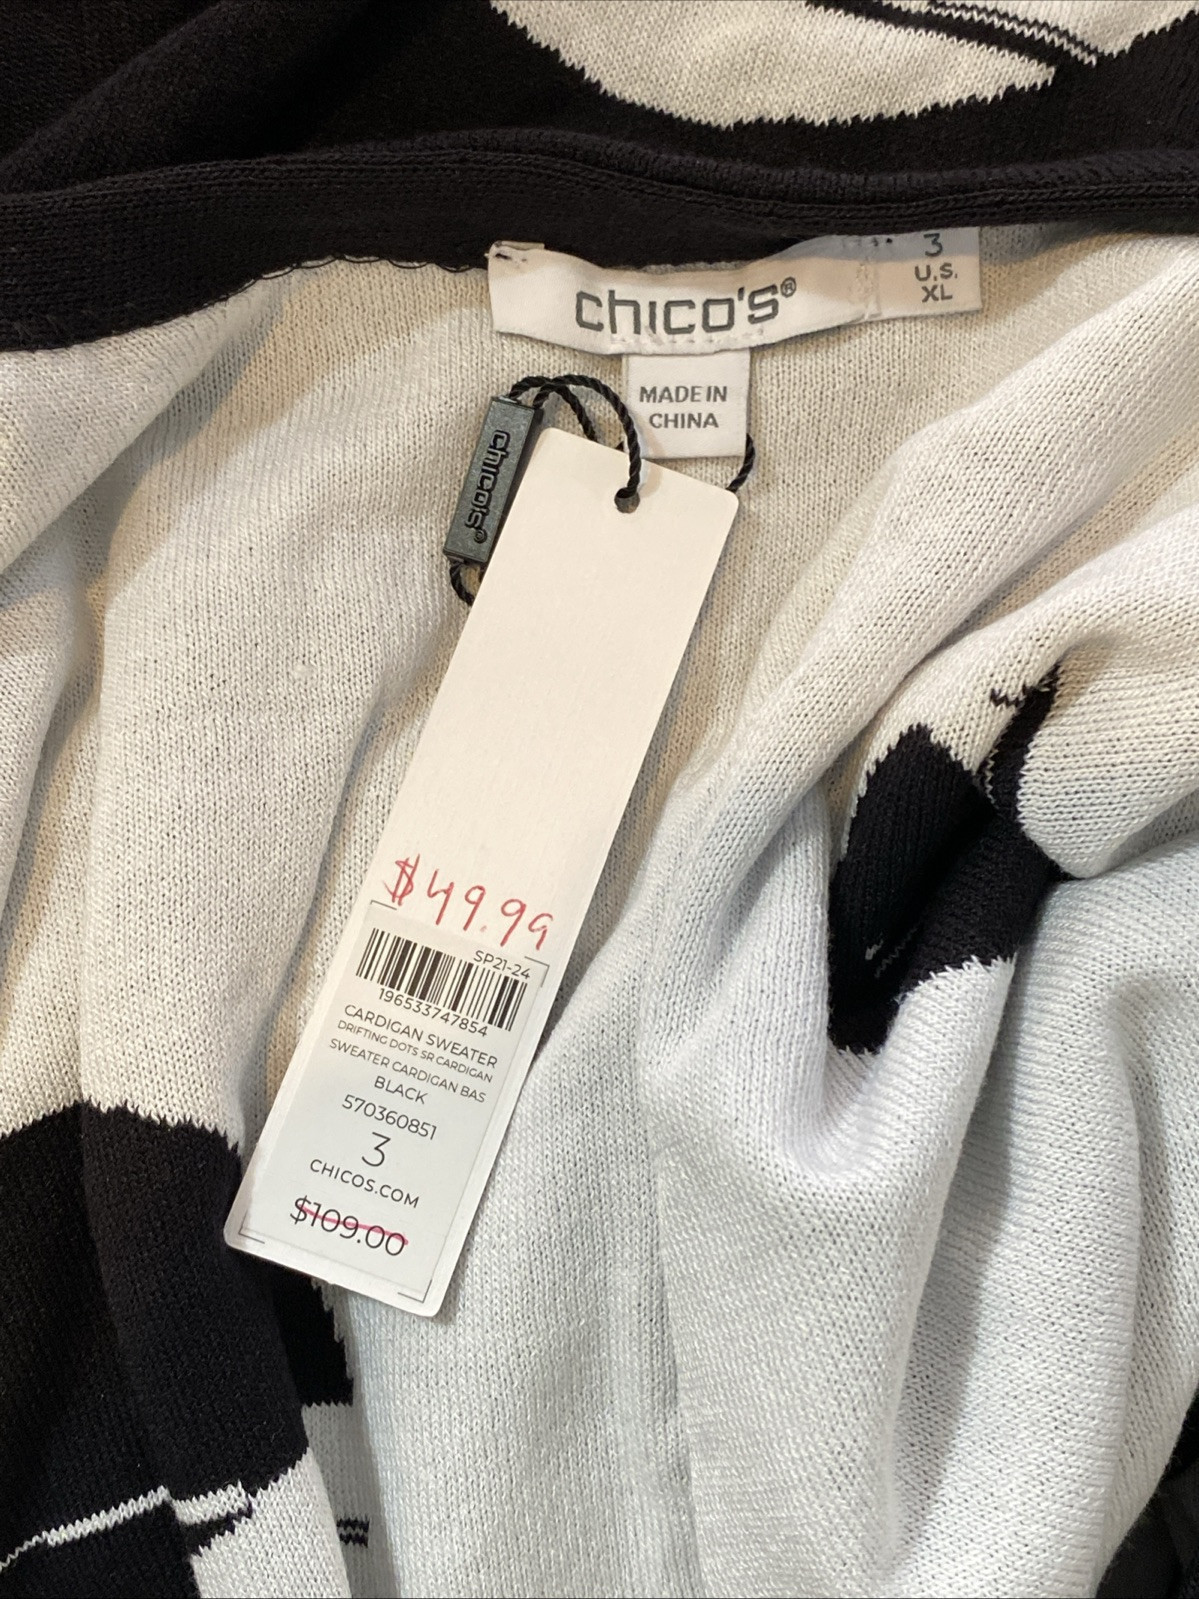 chico's®
3
U.S.
XL
MADE IN
CHINA
chico's®
$49.99
SP21-24
196533747854
CARDIGAN SWEATER
DRIFTING DOTS SR CARDIGAN
SWEATER CARDIGAN BAS
BLACK
570360851
3
CHICOS.COM
$109.00